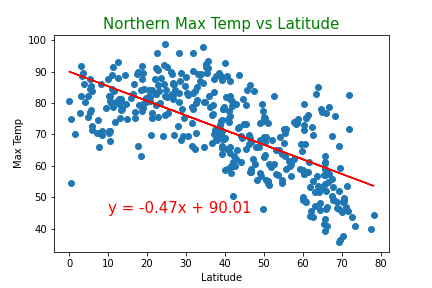 Northern Max Temp vs Latitude
100
90
80
70
60
50
40
Max Temp
y = -0.47x + 90.01
0 10 20 30 40 50 60 70 80
Latitude